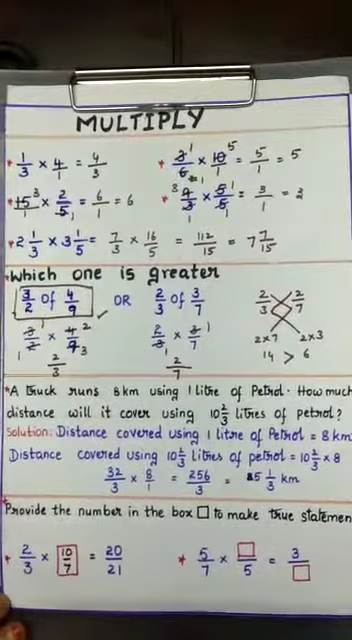 MULTIPLY
* 1/3 × 4/1 = 4/3
* 3/6 × 10/1 = 5/1 = 5
* 15/1 × 2/5 = 6/1 = 6
= 3/1 = 3
* 2 1/3 × 3 1/5 = 7/3 × 16/5 = 112/15 = 7 7/15
* Which one is greater
3/2 of 4/9 ✓ OR 2/3 of 3/7
2/3 2/7
3/2 × 4/9 2/3 × 3/7
2×7 2×3
2/3 2/7 14 > 6
* A truck runs 8 km using 1 litre of Petrol. How much
distance will it cover using 10 2/3 litres of petrol?
Solution: Distance covered using 1 litre of Petrol = 8 km
Distance covered using 10 2/3 litres of petrol = 10 2/3 × 8
32/3 × 8/1 = 256/3 = 85 1/3 km
Provide the number in the box □ to make true statemen
* 2/3 × 10/7 = 20/21 * 5/7 × □/5 = 3/□